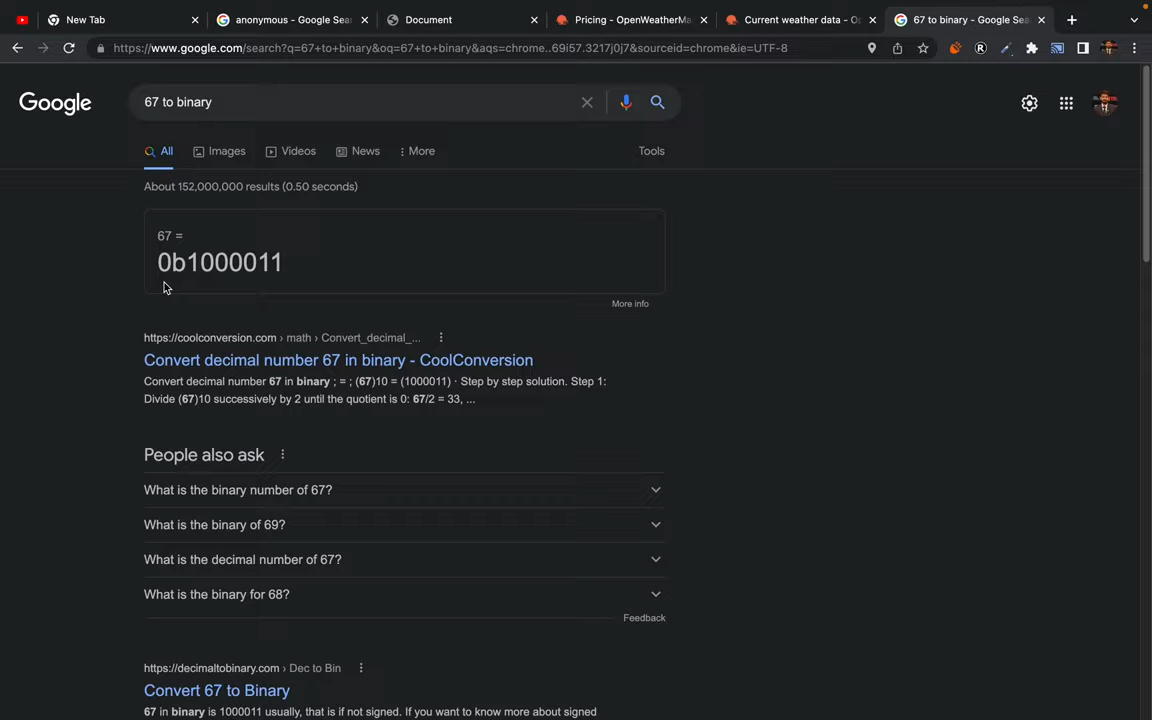 New Tab
anonymous - Google Sea
Document
Pricing - OpenWeatherMa
Current weather data - Op
67 to binary - Google Sea
https://www.google.com/search?q=67+to+binary&oq=67+to+binary&aqs=chrome..69i57.3217j0j7&sourceid=chrome&ie=UTF-8
Google
67 to binary
All
Images
Videos
News
More
Tools
About 152,000,000 results (0.50 seconds)
67 =
0b1000011
More info
https://coolconversion.com › math › Convert_decimal_...
Convert decimal number 67 in binary - CoolConversion
Convert decimal number 67 in binary ; = ; (67)10 = (1000011) · Step by step solution. Step 1:
Divide (67)10 successively by 2 until the quotient is 0: 67/2 = 33, ...
People also ask
What is the binary number of 67?
What is the binary of 69?
What is the decimal number of 67?
What is the binary for 68?
Feedback
https://decimaltobinary.com › Dec to Bin
Convert 67 to Binary
67 in binary is 1000011 usually, that is if not signed. If you want to know more about signed